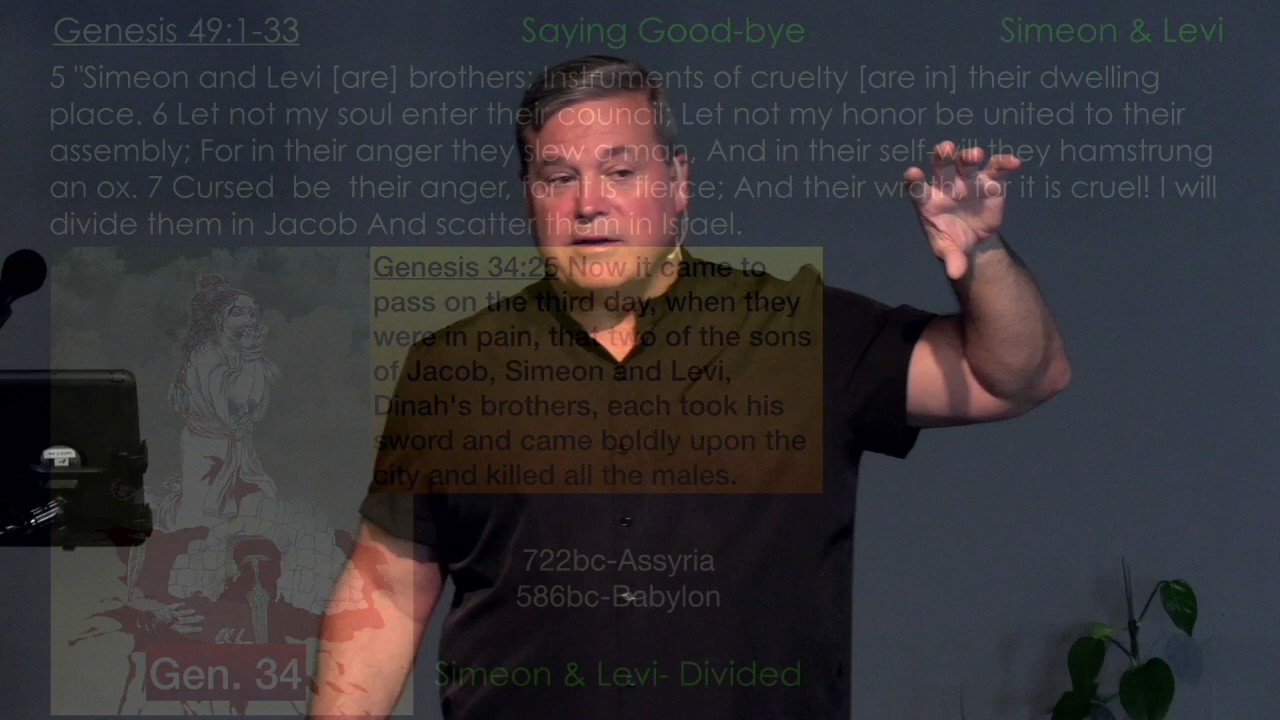 Genesis 49:1-33 Saying Good-bye Simeon & Levi
5 "Simeon and Levi [are] brothers; Instruments of cruelty [are in] their dwelling
place. 6 Let not my soul enter their council; Let not my honor be united to their
assembly; For in their anger they slew a man, And in their self-will they hamstrung
an ox. 7 Cursed be their anger, for it is fierce; And their wrath, for it is cruel! I will
divide them in Jacob And scatter them in Israel.
Genesis 34:25 Now it came to
pass on the third day, when they
were in pain, that two of the sons
of Jacob, Simeon and Levi,
Dinah's brothers, each took his
sword and came boldly upon the
city and killed all the males.
722bc-Assyria
586bc-Babylon
Gen. 34
Simeon & Levi- Divided